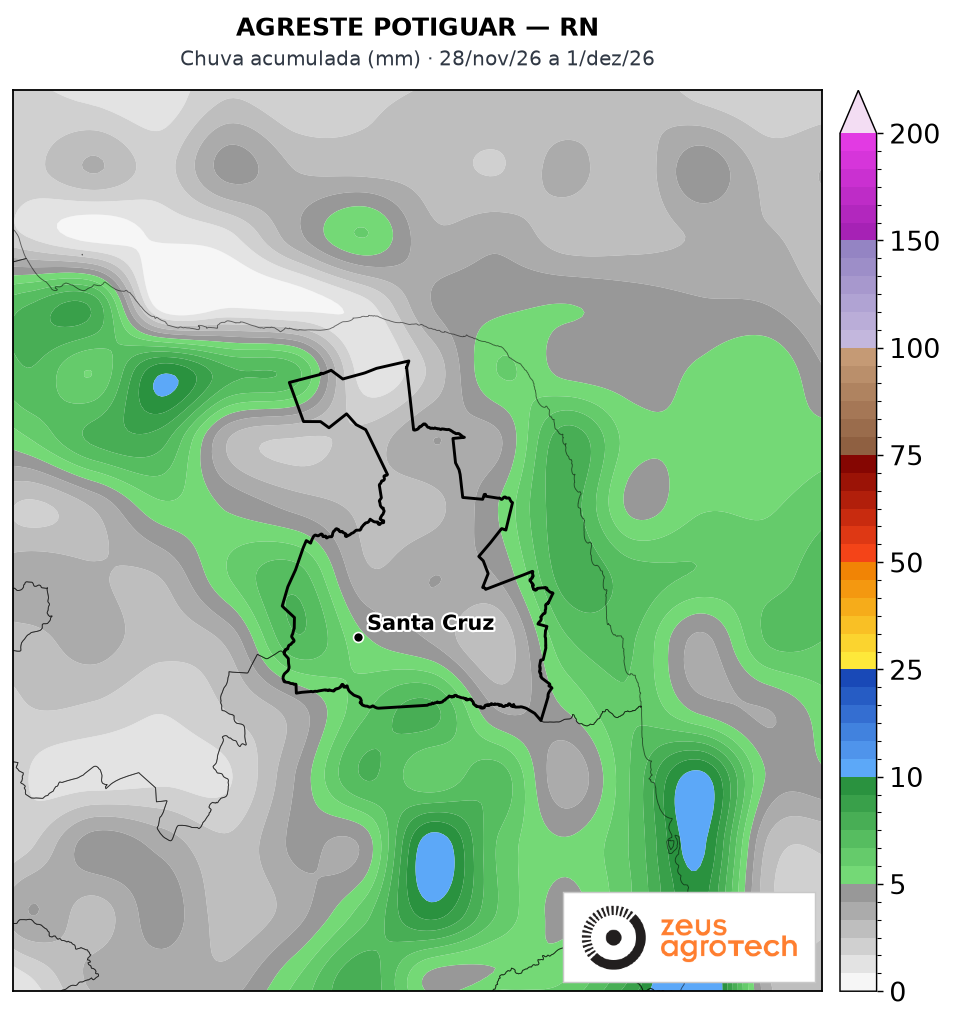 AGRESTE POTIGUAR — RN
Chuva acumulada (mm) · 28/nov/26 a 1/dez/26
200
150
100
75
50
25
10
5
0
Santa Cruz
zeus
agrotech